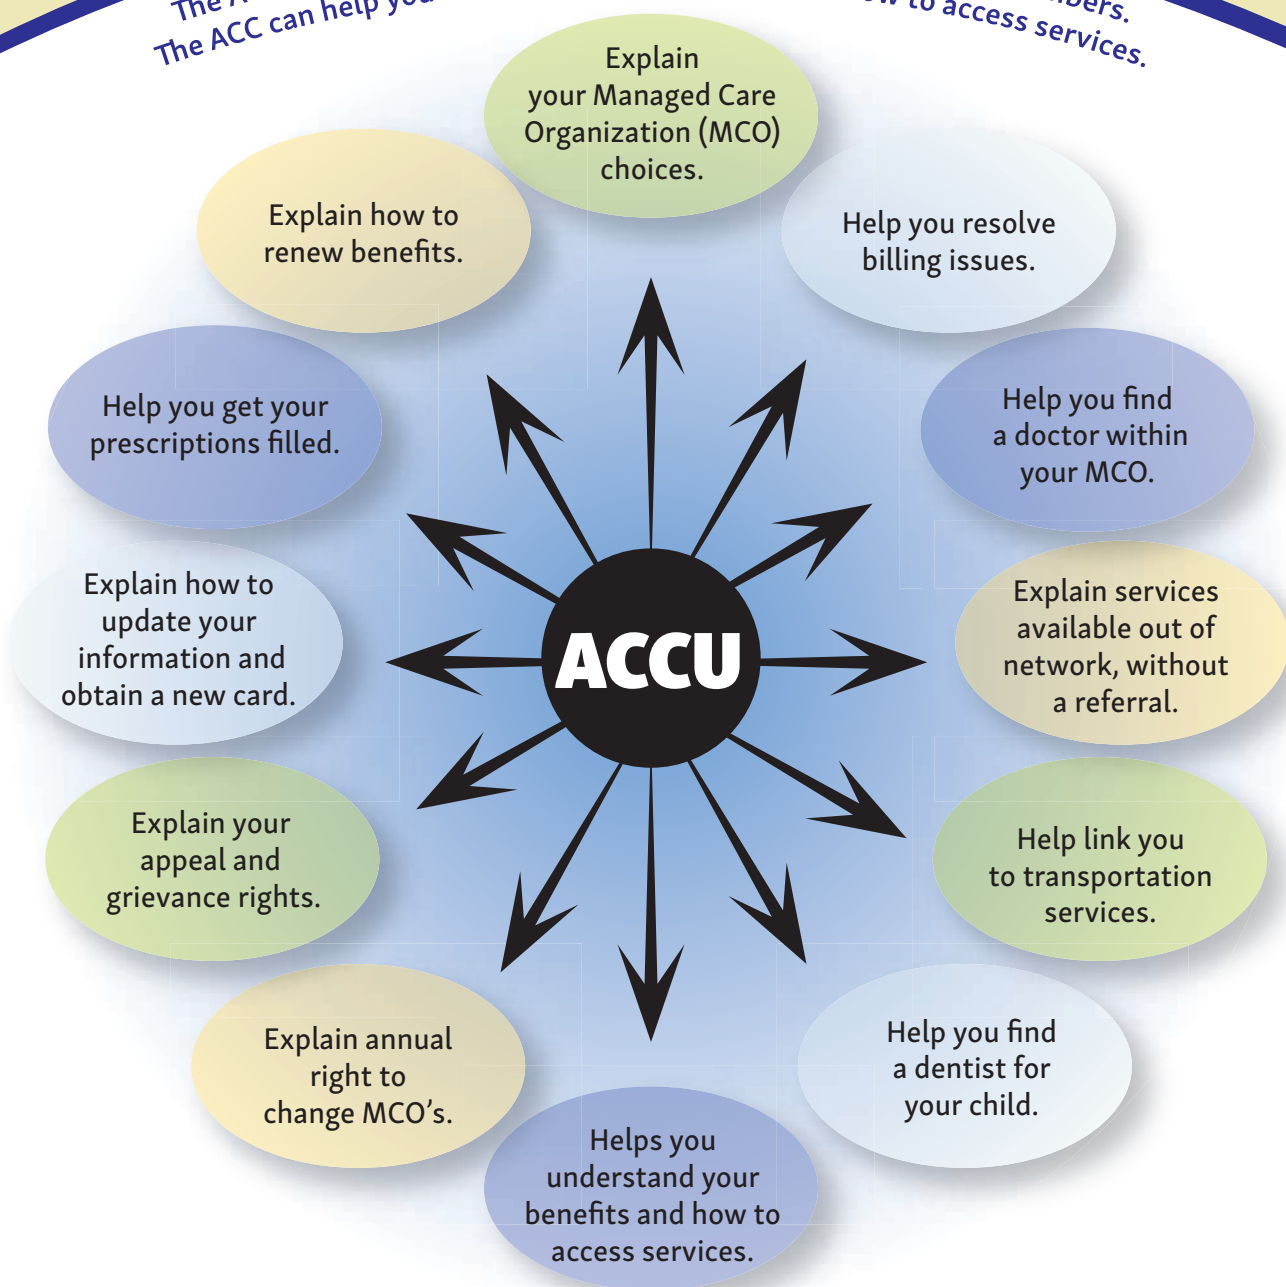 The
The ACC can help you
to access services.
Explain
your Managed Care
Organization (MCO)
choices.
Help you resolve
billing issues.
Help you find
a doctor within
your MCO.
Explain services
available out of
network, without
a referral.
Help link you
to transportation
services.
Help you find
a dentist for
your child.
Helps you
understand your
benefits and how to
access services.
Explain annual
right to
change MCO’s.
Explain your
appeal and
grievance rights.
Explain how to
update your
information and
obtain a new card.
Help you get your
prescriptions filled.
Explain how to
renew benefits.
ACCU